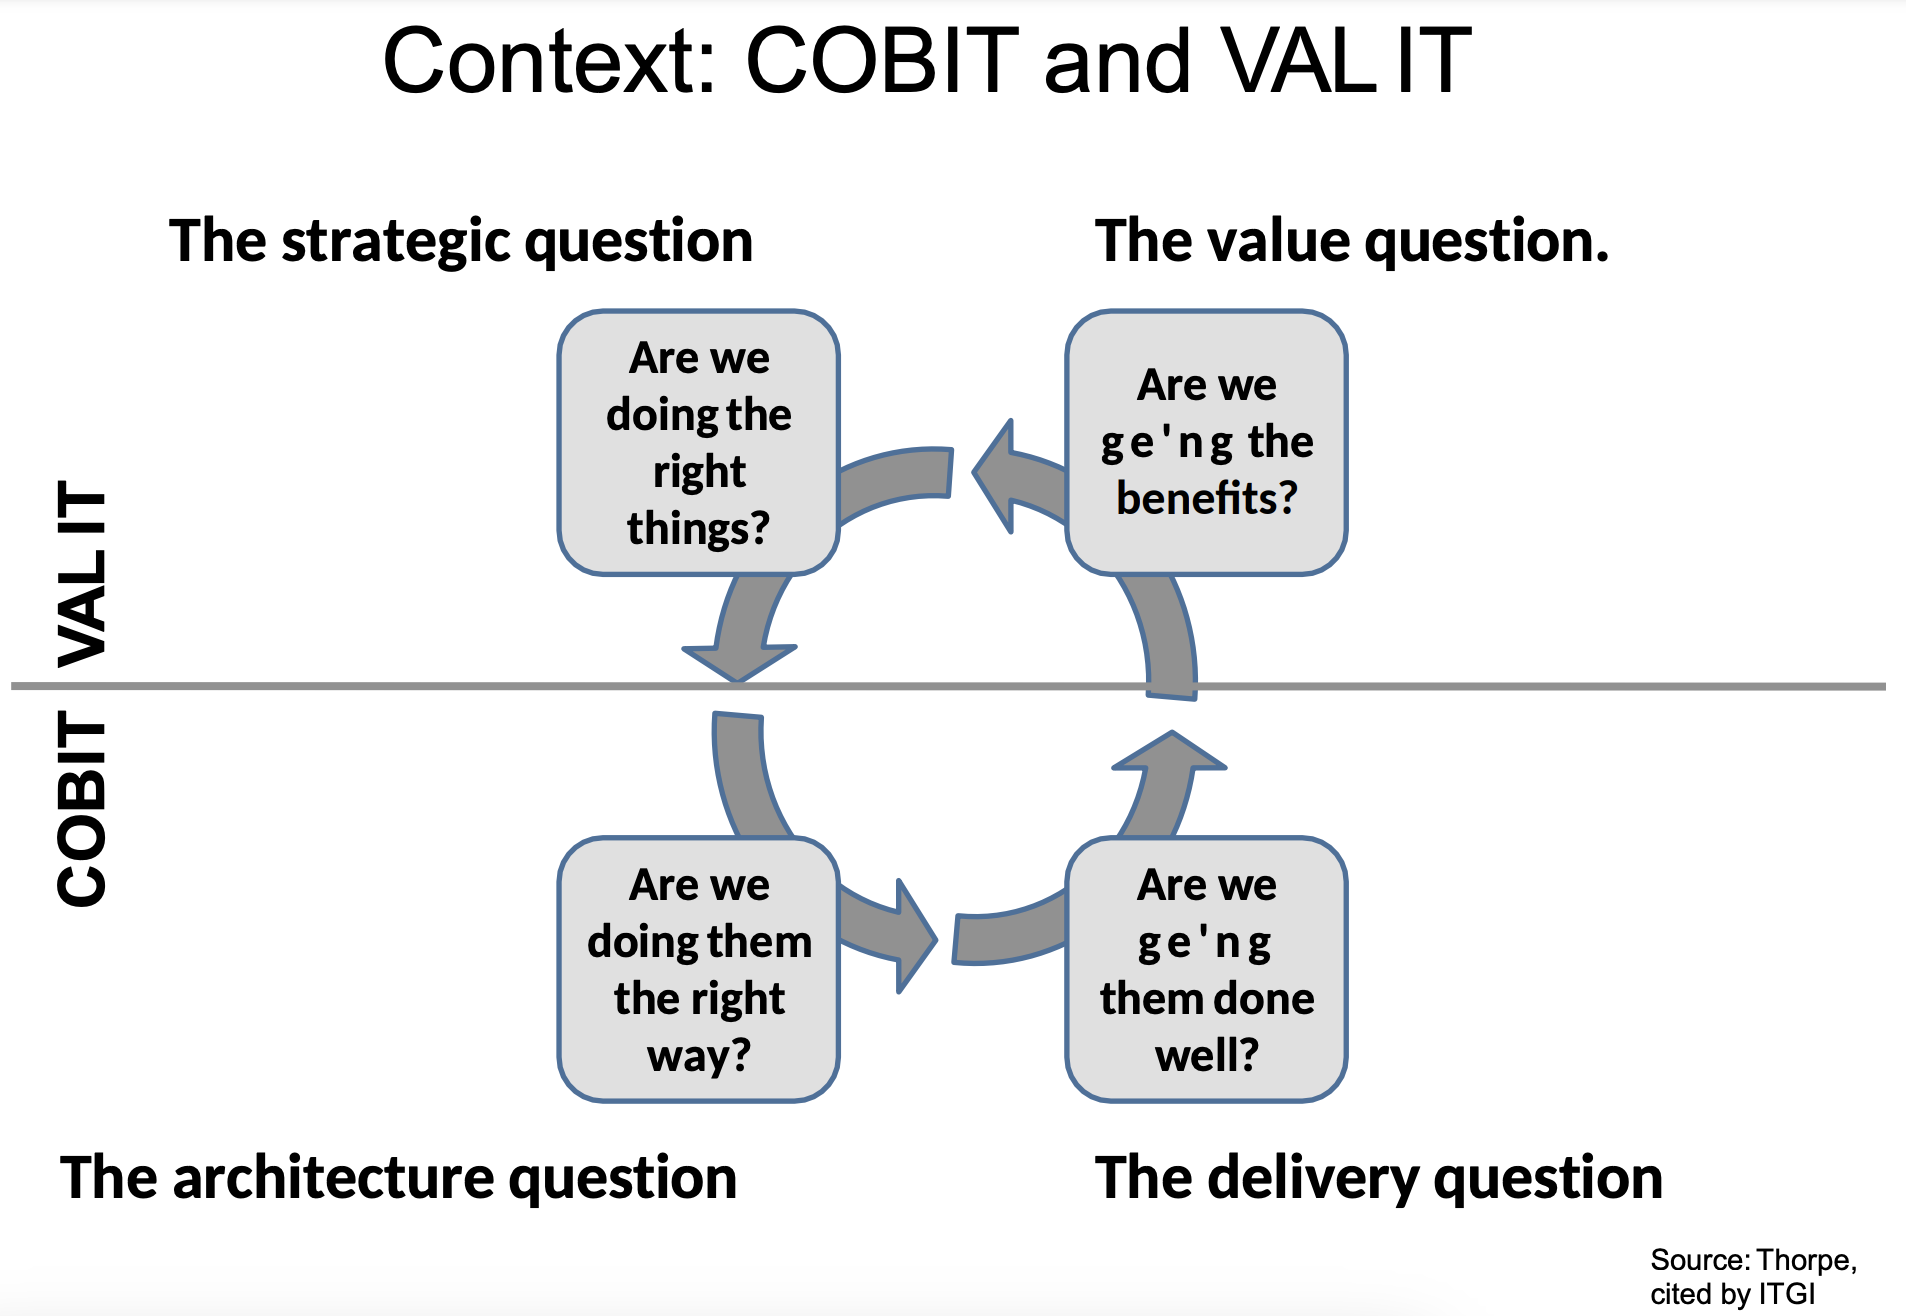 Context: COBIT and VAL IT
The strategic question
The value question.
Are we
doing the
right
things?
Are we
ge'ng the
benefits?
VAL IT
COBIT
Are we
doing them
the right
way?
Are we
ge'ng
them done
well?
The architecture question
The delivery question
Source: Thorpe,
cited by ITGI